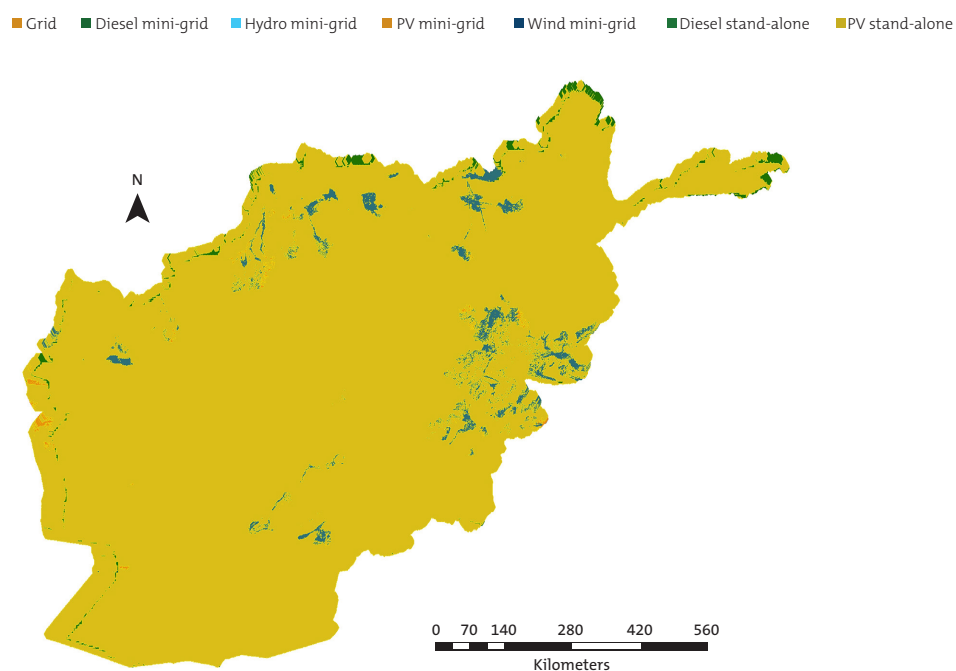 Grid Diesel mini-grid Hydro mini-grid PV mini-grid Wind mini-grid Diesel stand-alone PV stand-alone
N
0 70 140 280 420 560
Kilometers